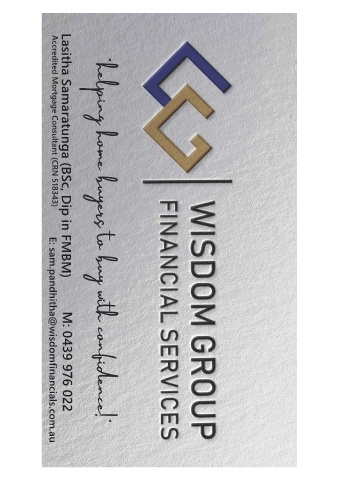 WISDOM GROUP
FINANCIAL SERVICES
"helping home buyers to buy with confidence!"
Lasitha Samaratunga (BSc, Dip in FMBM) M: 0439 976 022
Accredited Mortgage Consultant (CRN 518343) E: sam.pandhitha@wisdomfinancials.com.au